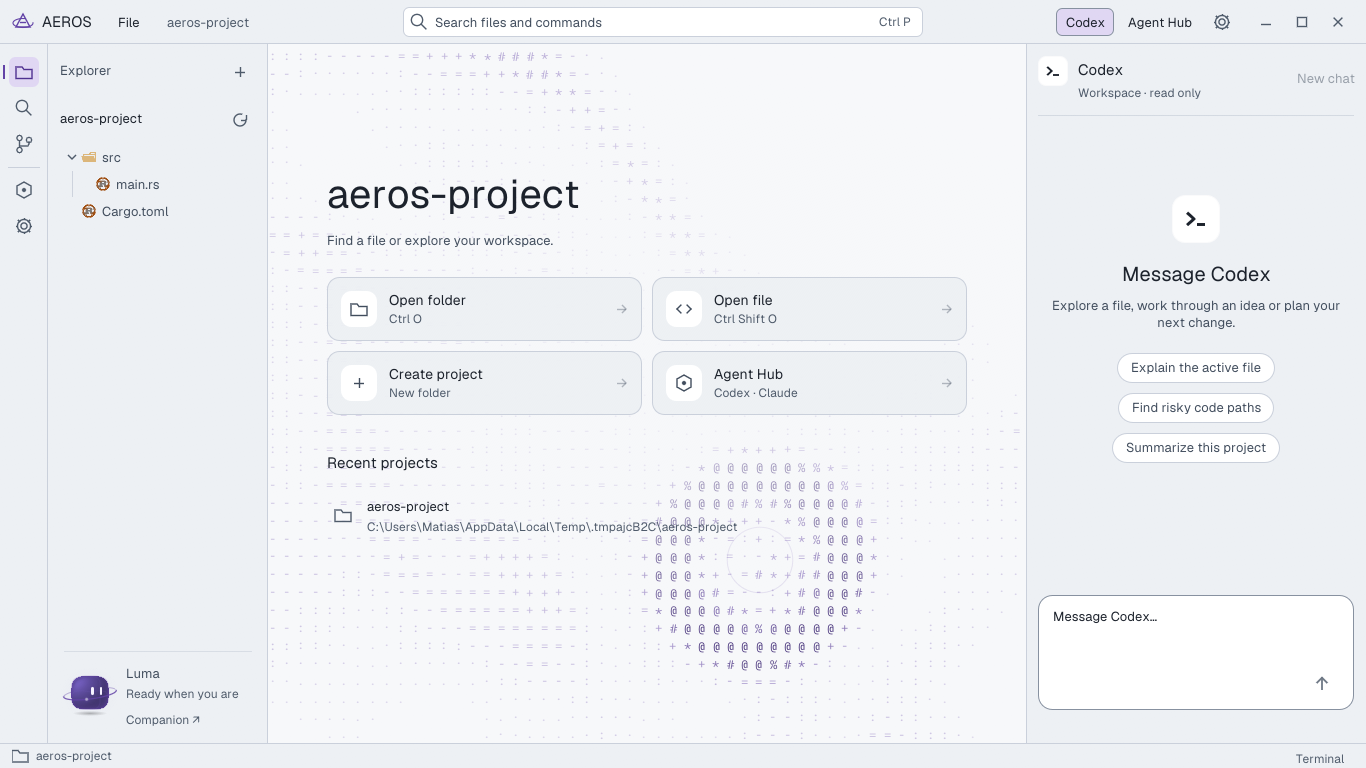 AEROS File aeros-project Search files and commands Ctrl P Codex Agent Hub
Explorer
aeros-project
src
main.rs
Cargo.toml
Luma
Ready when you are
Companion ↗
aeros-project
Find a file or explore your workspace.
Open folder
Ctrl O
Open file
Ctrl Shift O
Create project
New folder
Agent Hub
Codex · Claude
Recent projects
aeros-project
C:\Users\Matias\AppData\Local\Temp\.tmpajcB2C\aeros-project
Codex
Workspace · read only
New chat
Message Codex
Explore a file, work through an idea or plan your
next change.
Explain the active file
Find risky code paths
Summarize this project
Message Codex…
aeros-project
Terminal